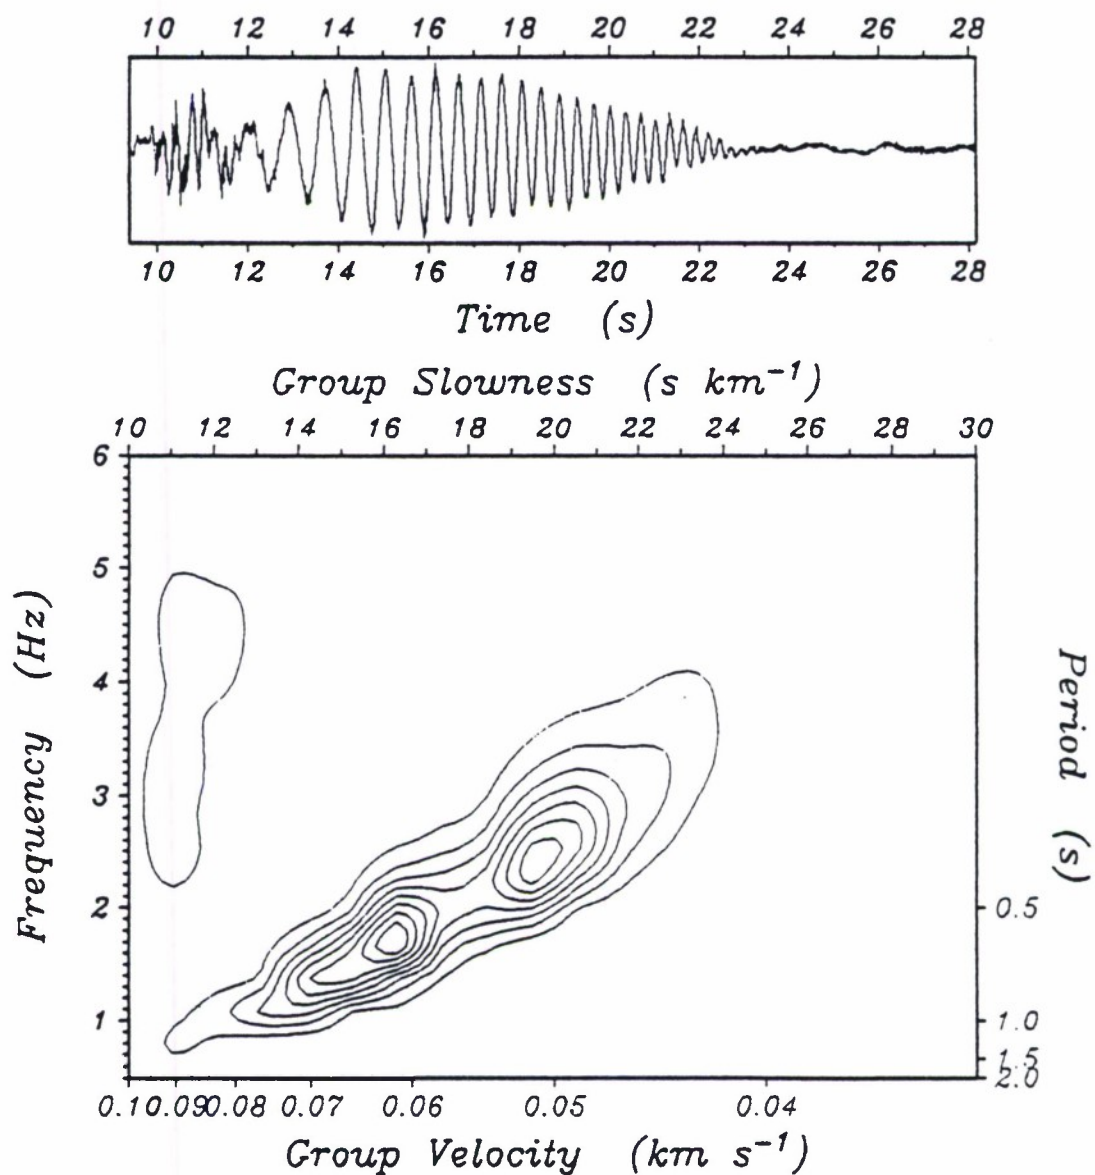 10 12 14 16 18 20 22 24 26 28
10 12 14 16 18 20 22 24 26 28
Time (s)
Group Slowness (s km⁻¹)
10 12 14 16 18 20 22 24 26 28 30
6
5
4
3
2
1
Frequency (Hz)
0.5
1.0
1.5
2.0
Period (s)
0.10 0.09 0.08 0.07 0.06 0.05 0.04
Group Velocity (km s⁻¹)